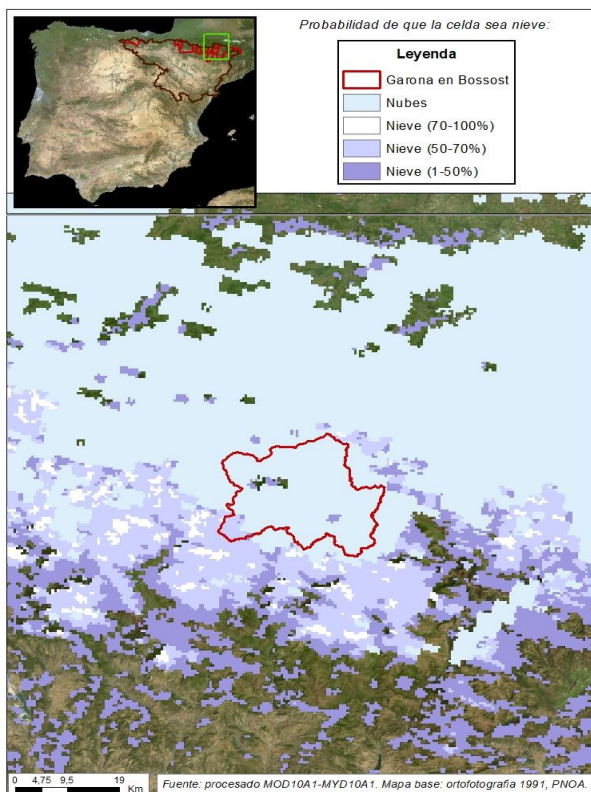 Probabilidad de que la celda sea nieve:
Leyenda
Garona en Bossost
Nubes
Nieve (70-100%)
Nieve (50-70%)
Nieve (1-50%)
0 4,75 9,5 19
Km
Fuente: procesado MOD10A1-MYD10A1. Mapa base: ortofotografia 1991, PNOA.